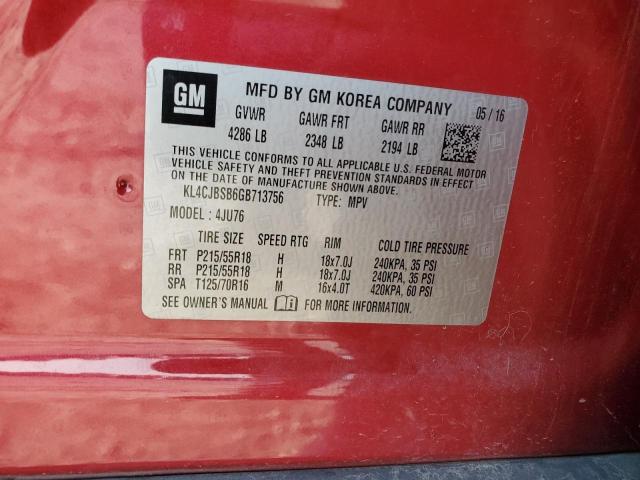 GM
MFD BY GM KOREA COMPANY 05 / 16
GVWR GAWR FRT GAWR RR
4286 LB 2348 LB 2194 LB
THIS VEHICLE CONFORMS TO ALL APPLICABLE U.S. FEDERAL MOTOR
VEHICLE SAFETY AND THEFT PREVENTION STANDARDS IN EFFECT
ON THE DATE OF MANUFACTURE SHOWN ABOVE.
KL4CJBSB6GB713756 TYPE: MPV
MODEL : 4JU76
TIRE SIZE SPEED RTG RIM COLD TIRE PRESSURE
FRT P215/55R18 H 18x7.0J 240KPA, 35 PSI
RR P215/55R18 H 18x7.0J 240KPA, 35 PSI
SPA T125/70R16 M 16x4.0T 420KPA, 60 PSI
SEE OWNER'S MANUAL FOR MORE INFORMATION.